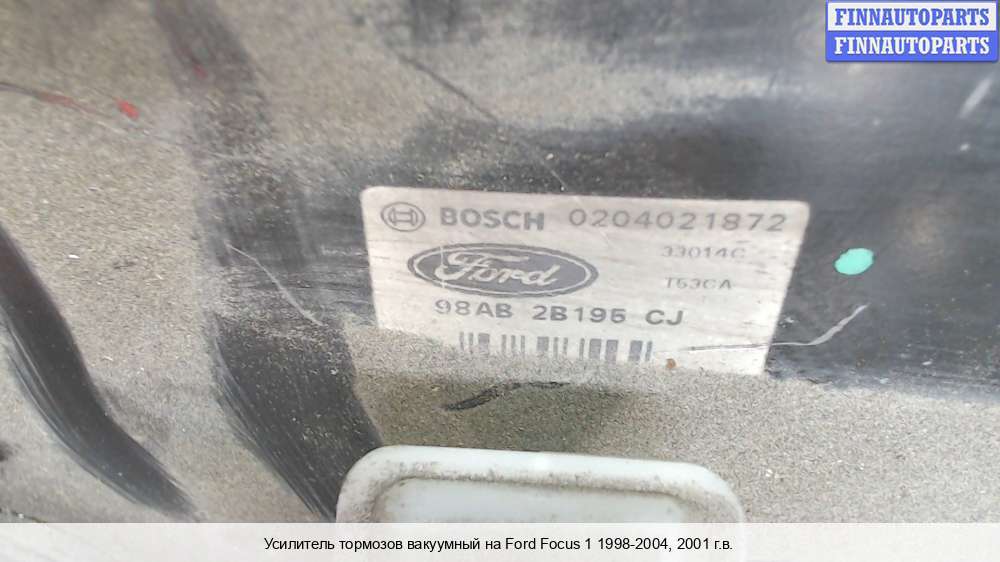 FINNAUTOPARTS
FINNAUTOPARTS
BOSCH 0204021872
33014C
Ford
T53CA
98AB 2B195 CJ
Усилитель тормозов вакуумный на Ford Focus 1 1998-2004, 2001 г.в.